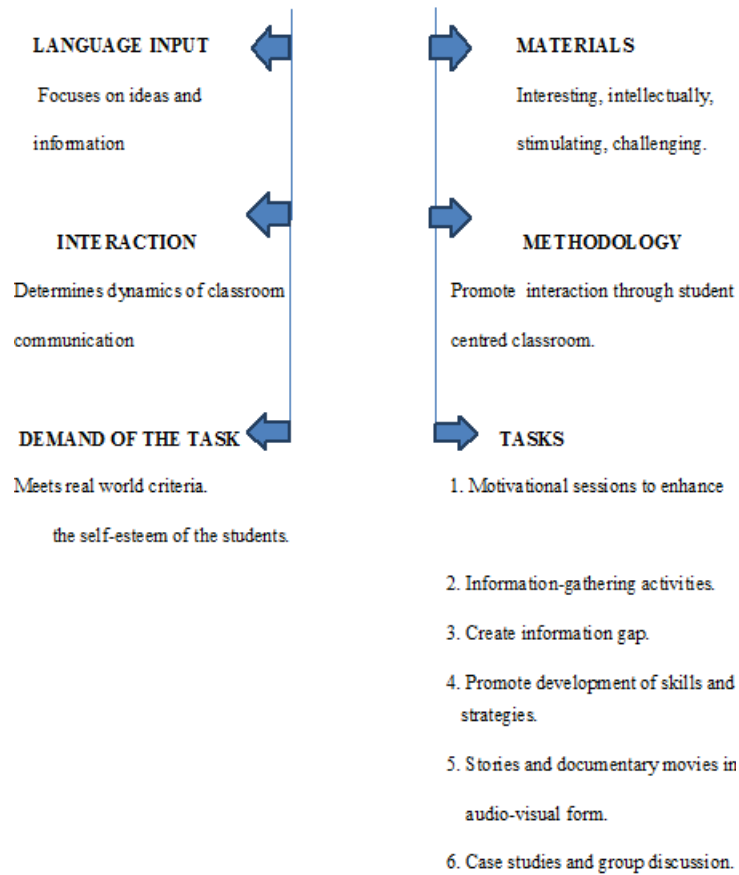 LANGUAGE INPUT
Focuses on ideas and
information
INTERACTION
Determines dynamics of classroom
communication
DEMAND OF THE TASK
Meets real world criteria.
the self-esteem of the students.
MATERIALS
Interesting, intellectually,
stimulating, challenging.
METHODOLOGY
Promote interaction through student
centred classroom.
TASKS
1. Motivational sessions to enhance
2. Information-gathering activities.
3. Create information gap.
4. Promote development of skills and
strategies.
5. Stories and documentary movies in
audio-visual form.
6. Case studies and group discussion.